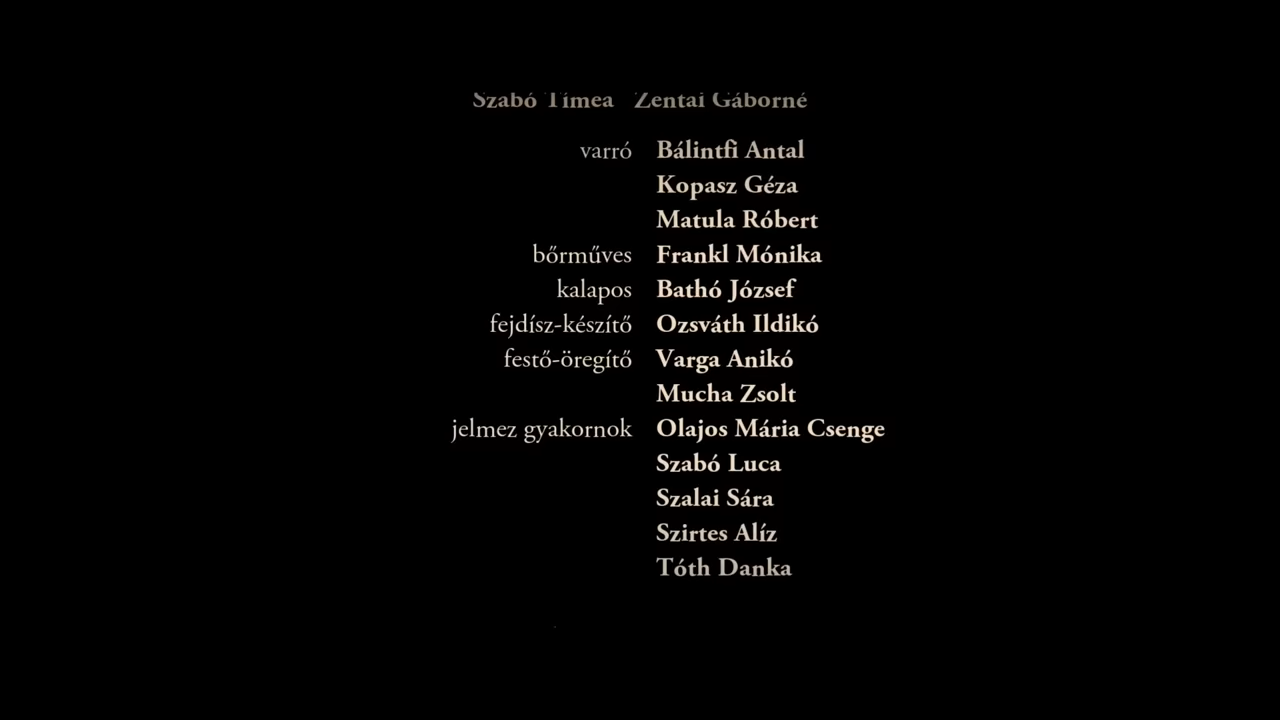 Szabó Tímea Zentai Gáborné
varró Bálintfi Antal
Kopasz Géza
Matula Róbert
bőrműves Frankl Mónika
kalapos Bathó József
fejdísz-készítő Ozsváth Ildikó
festő-öregítő Varga Anikó
Mucha Zsolt
jelmez gyakornok Olajos Mária Csenge
Szabó Luca
Szalai Sára
Szirtes Alíz
Tóth Danka